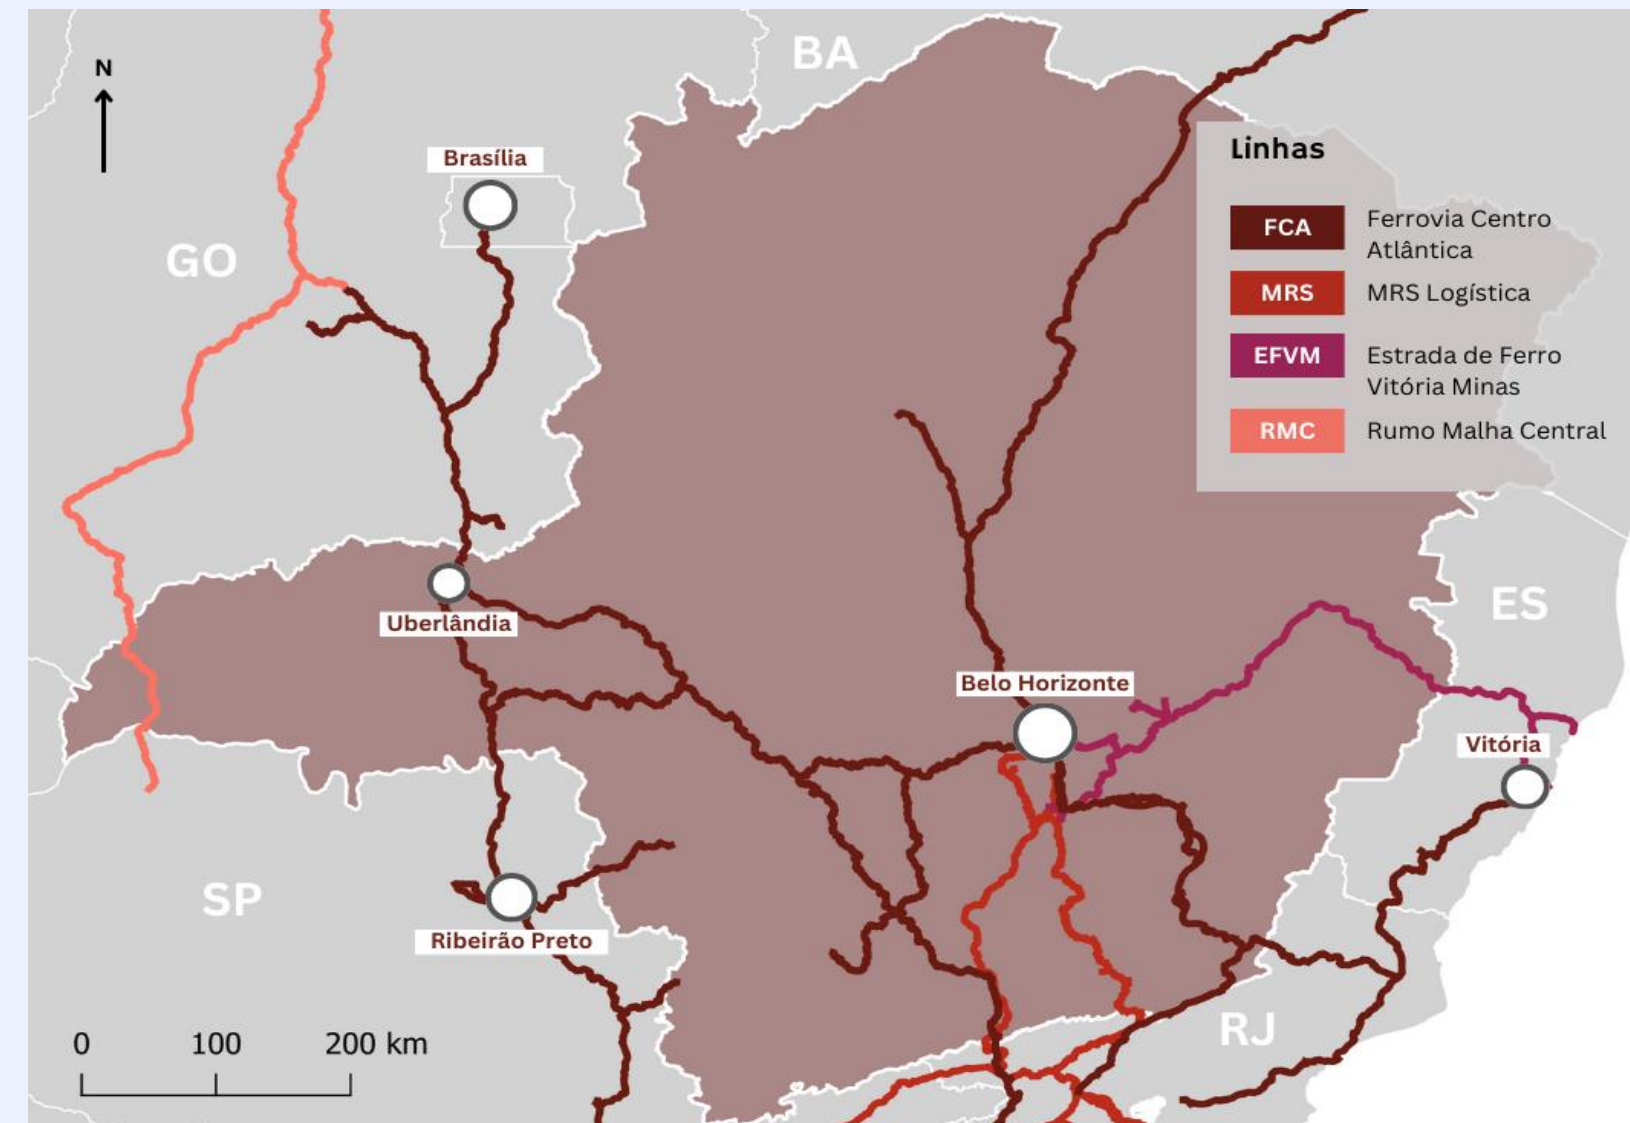 BA
N
Linhas
Brasília
FCA
Ferrovia Centro
Atlântica
GO
MRS
MRS Logística
EFVM
Estrada de Ferro
Vitória Minas
RMC
Rumo Malha Central
ES
Uberlândia
Belo Horizonte
Vitória
SP
Ribeirão Preto
RJ
0 100 200 km